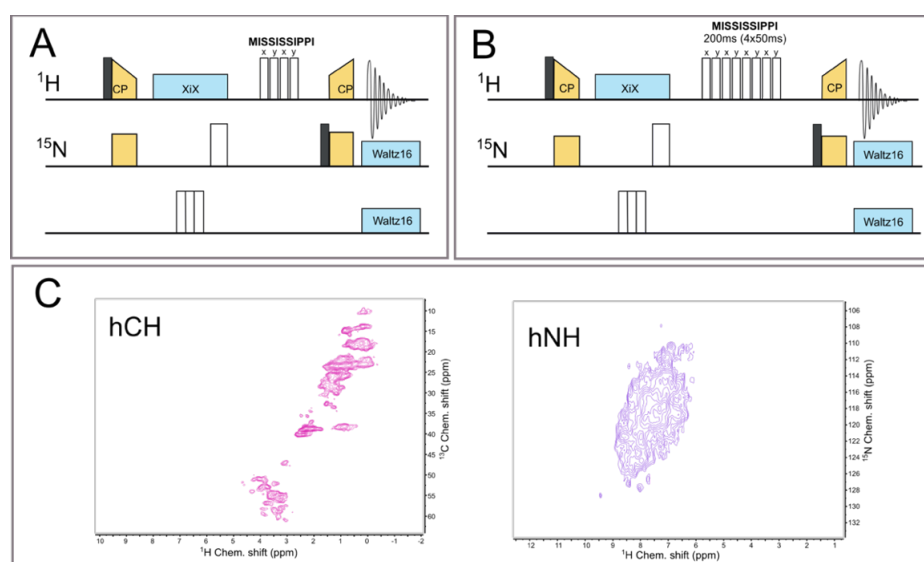 A
MISSISSIPPI
x y x y
1H
CP
XiX
CP
15N
Waltz16
Waltz16
B
MISSISSIPPI
200ms (4x50ms)
x y x y x y x y
1H
CP
XiX
CP
15N
Waltz16
Waltz16
C
hCH
10
15
20
25
30
35
40
45
50
55
60
13C Chem. shift (ppm)
10 9 8 7 6 5 4 3 2 1 0 -1 -2
1H Chem. shift (ppm)
hNH
106
108
110
112
114
116
118
120
122
124
126
128
130
132
15N Chem. shift (ppm)
12 11 10 9 8 7 6 5 4 3 2 1
1H Chem. shift (ppm)